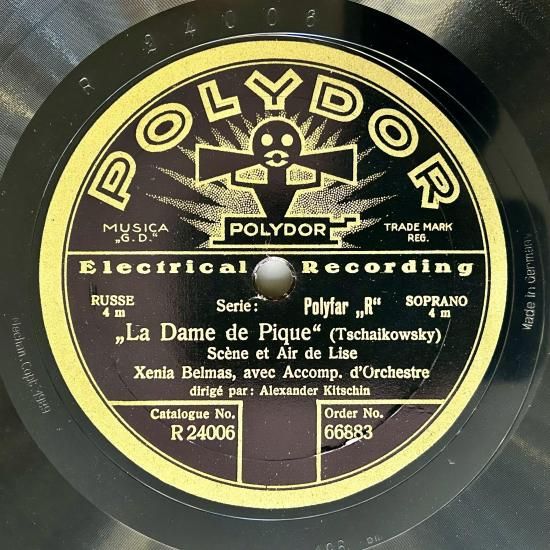 R 24006
POLYDOR
MUSICA
„G.D.“
POLYDOR
TRADE MARK
REG.
Electrical Recording
RUSSE
4 m
Serie: Polyfar „R“
SOPRANO
4 m
„La Dame de Pique“ (Tschaikowsky)
Scène et Air de Lise
Xenia Belmas, avec Accomp. d'Orchestre
dirigé par: Alexander Kitschin
Catalogue No.
R 24006
Order No.
66883
Mechan. Copr.
Made in Germany